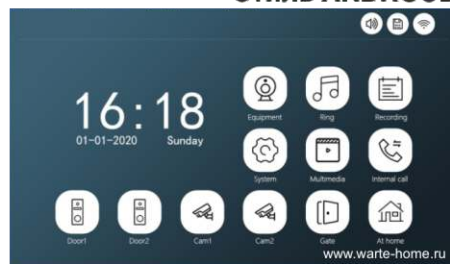 16:18
01-01-2020 Sunday
Equipment Ring Recording
System Multimedia Internal call
Door1 Door2 Cam1 Cam2 Gate At home
www.warte-home.ru